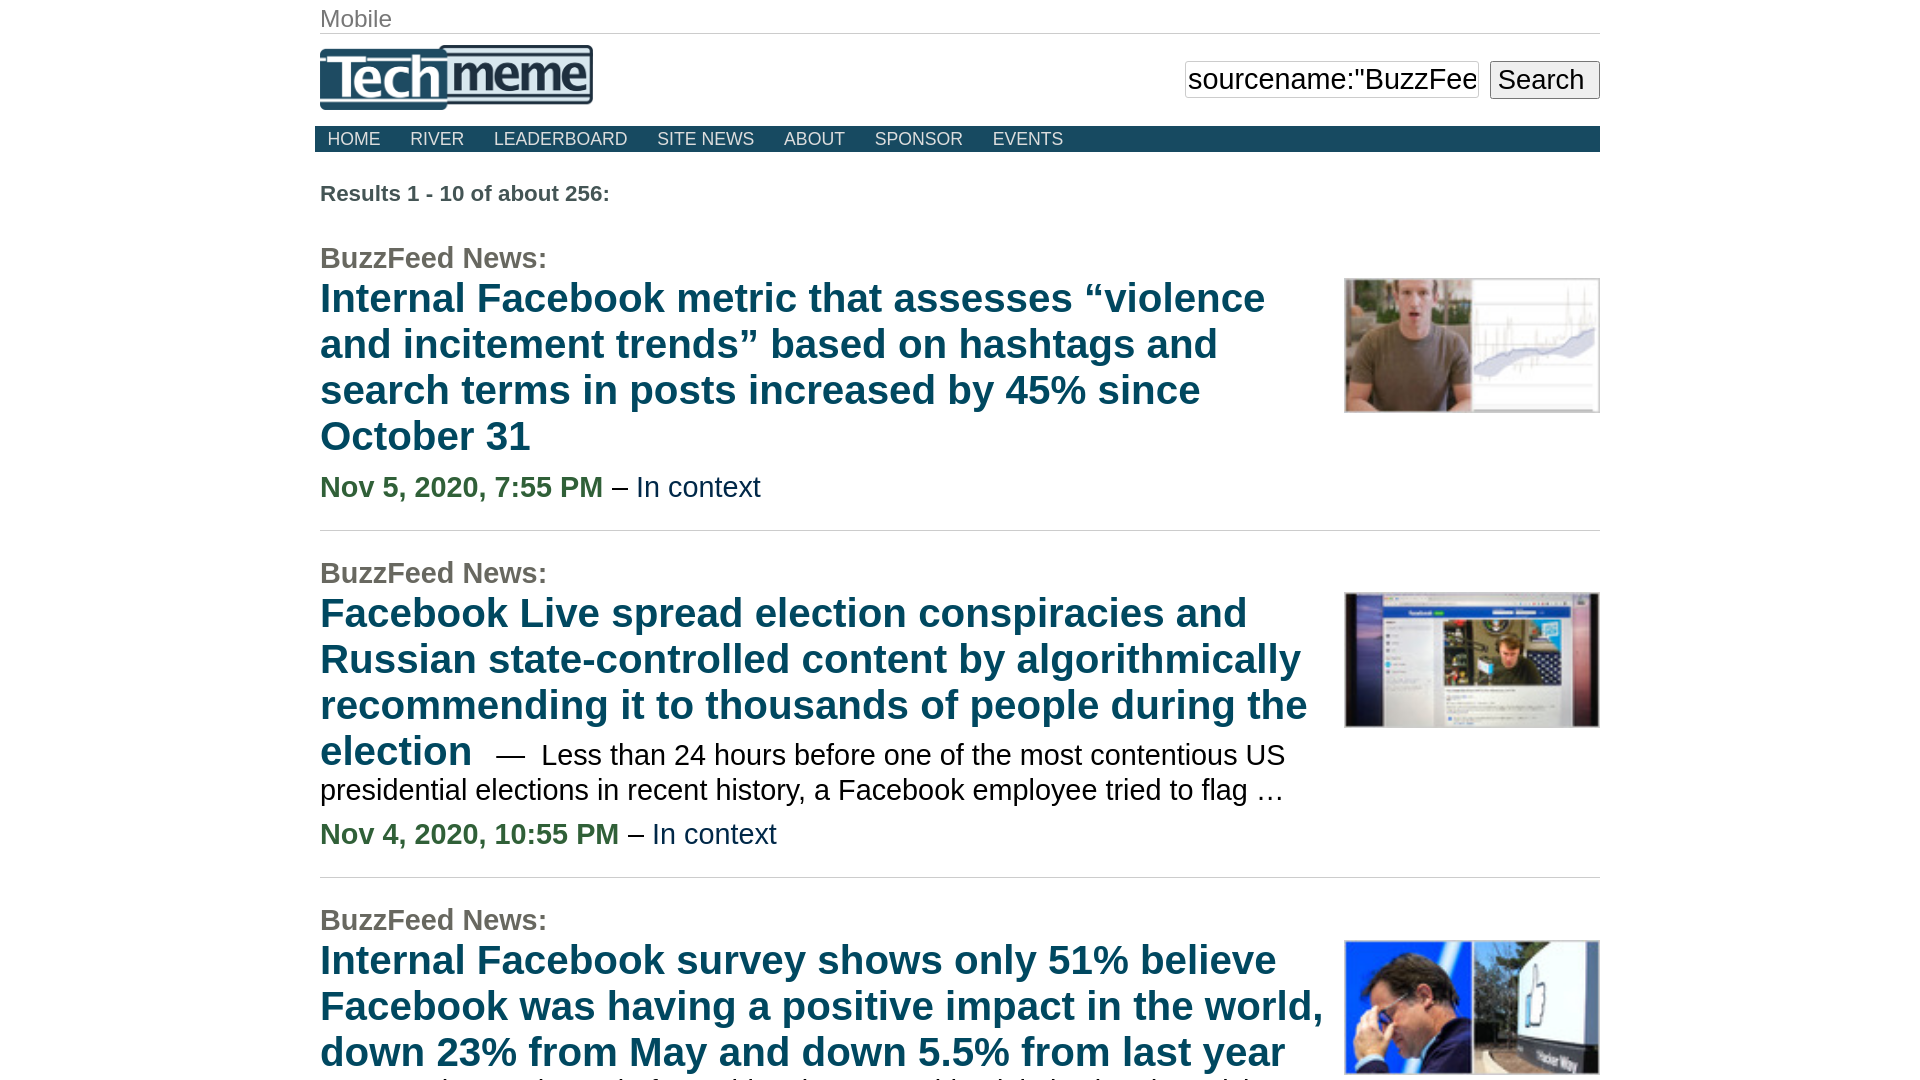 Mobile
Techmeme
sourcename:"BuzzFee
Search
HOME RIVER LEADERBOARD SITE NEWS ABOUT SPONSOR EVENTS
Results 1 - 10 of about 256:
BuzzFeed News:
Internal Facebook metric that assesses “violence
and incitement trends” based on hashtags and
search terms in posts increased by 45% since
October 31
Nov 5, 2020, 7:55 PM – In context
BuzzFeed News:
Facebook Live spread election conspiracies and
Russian state-controlled content by algorithmically
recommending it to thousands of people during the
election — Less than 24 hours before one of the most contentious US
presidential elections in recent history, a Facebook employee tried to flag …
Nov 4, 2020, 10:55 PM – In context
BuzzFeed News:
Internal Facebook survey shows only 51% believe
Facebook was having a positive impact in the world,
down 23% from May and down 5.5% from last year
Hacker Way